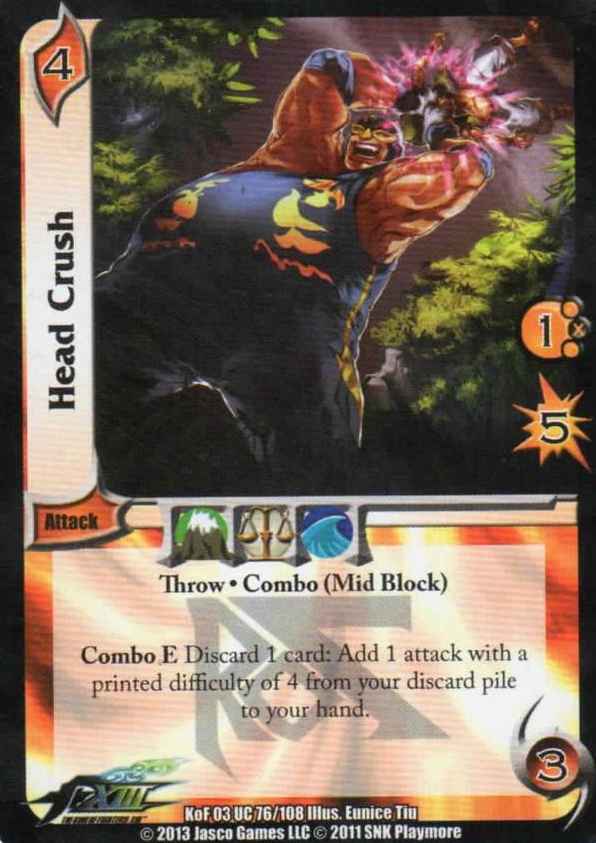 4
Head Crush
1
5
Attack
Throw • Combo (Mid Block)
Combo E Discard 1 card: Add 1 attack with a
printed difficulty of 4 from your discard pile
to your hand.
3
XIII
KoF 03 UC 76/108 Illus. Eunice Tiu
© 2013 Jasco Games LLC © 2011 SNK Playmore